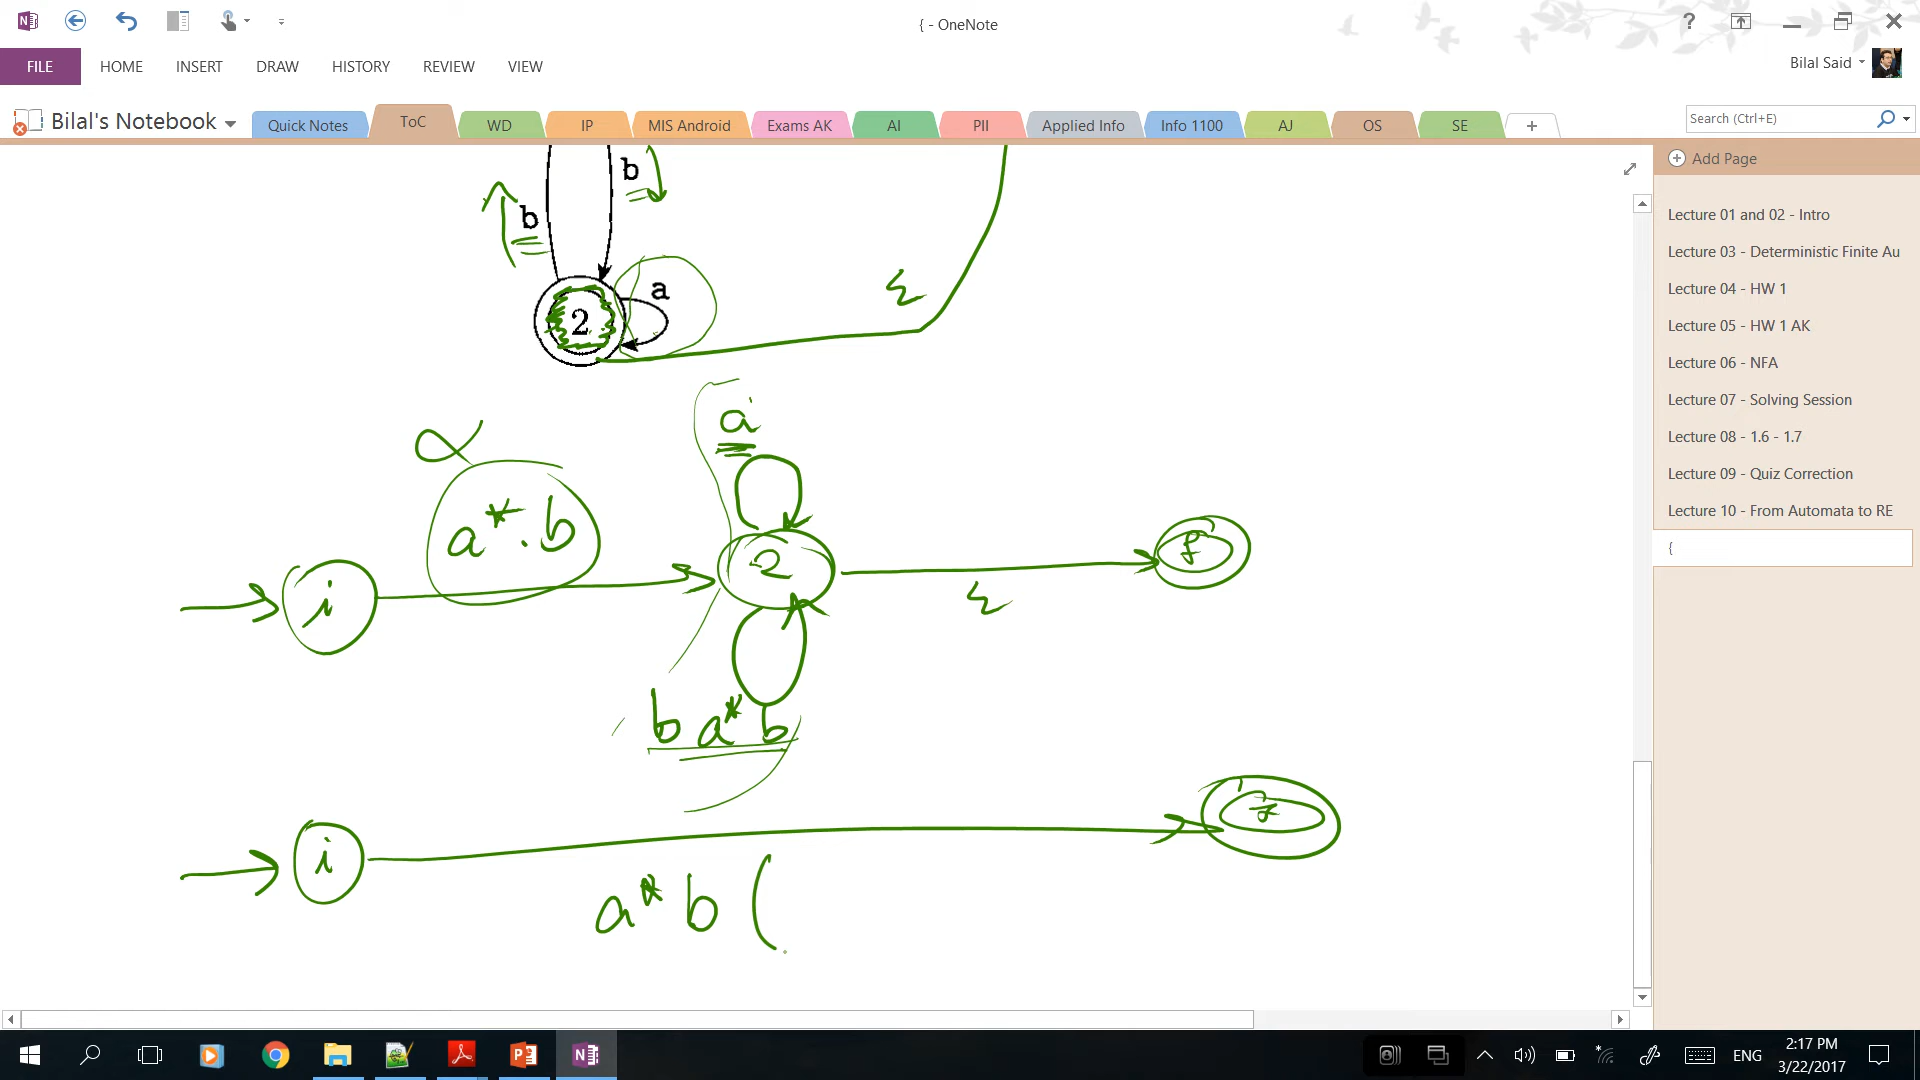 { - OneNote
FILE HOME INSERT DRAW HISTORY REVIEW VIEW
Bilal Said
Bilal's Notebook
Quick Notes ToC WD IP MIS Android Exams AK AI PII Applied Info Info 1100 AJ OS SE +
Search (Ctrl+E)
Add Page
Lecture 01 and 02 - Intro
Lecture 03 - Deterministic Finite Au
Lecture 04 - HW 1
Lecture 05 - HW 1 AK
Lecture 06 - NFA
Lecture 07 - Solving Session
Lecture 08 - 1.6 - 1.7
Lecture 09 - Quiz Correction
Lecture 10 - From Automata to RE
{
b
b
a
2
ε
α
a
a*.b
i
2
f
ε
b a* b
i
f
a* b (
ENG
2:17 PM
3/22/2017